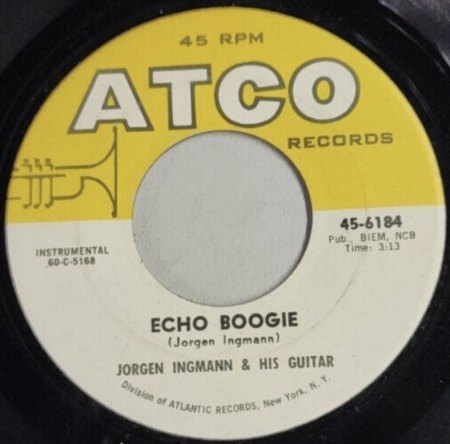 45 RPM
ATCO
RECORDS
45-6184
Pub., BIEM, NCB
Time: 3:13
INSTRUMENTAL
60-C-5168
ECHO BOOGIE
(Jorgen Ingmann)
JORGEN INGMANN & HIS GUITAR
Division of ATLANTIC RECORDS, New York, N. Y.